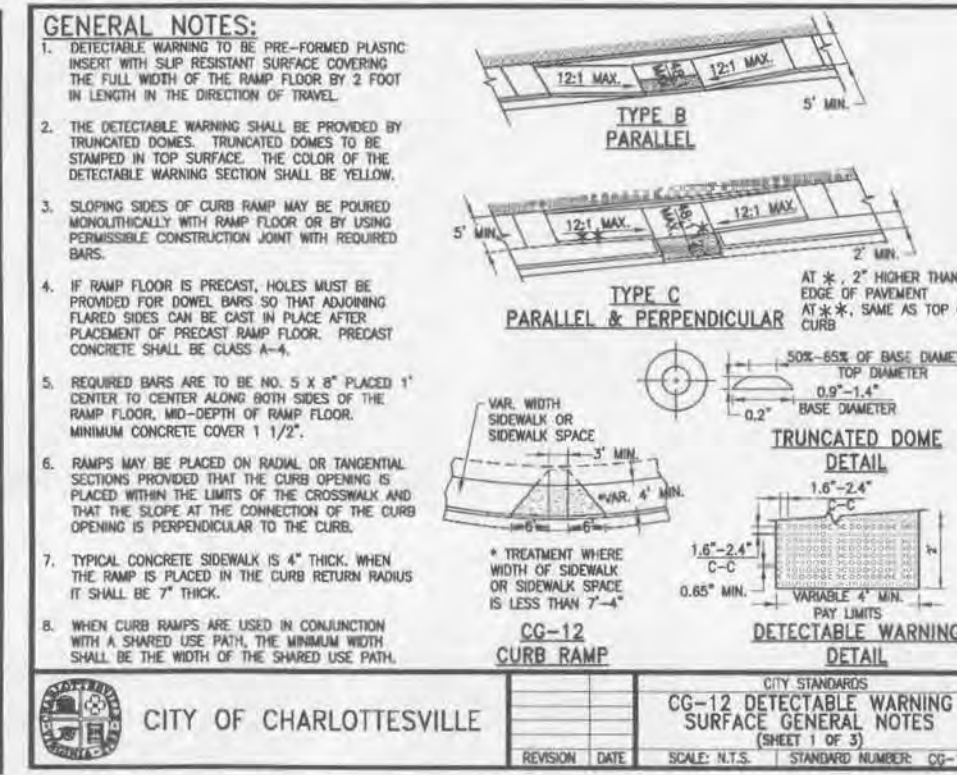 GENERAL NOTES:
1. DETECTABLE WARNING TO BE PRE-FORMED PLASTIC
INSERT WITH SLIP RESISTANT SURFACE COVERING
THE FULL WIDTH OF THE RAMP FLOOR BY 2 FOOT
IN LENGTH IN THE DIRECTION OF TRAVEL.
2. THE DETECTABLE WARNING SHALL BE PROVIDED BY
TRUNCATED DOMES. TRUNCATED DOMES TO BE
STAMPED IN TOP SURFACE. THE COLOR OF THE
DETECTABLE WARNING SECTION SHALL BE YELLOW.
3. SLOPING SIDES OF CURB RAMP MAY BE POURED
MONOLITHICALLY WITH RAMP FLOOR OR BY USING
PERMISSIBLE CONSTRUCTION JOINT WITH REQUIRED
BARS.
4. IF RAMP FLOOR IS PRECAST, HOLES MUST BE
PROVIDED FOR DOWEL BARS SO THAT ADJOINING
FLARED SIDES CAN BE CAST IN PLACE AFTER
PLACEMENT OF PRECAST RAMP FLOOR. PRECAST
CONCRETE SHALL BE CLASS A-4.
5. REQUIRED BARS ARE TO BE NO. 5 X 8" PLACED 1'
CENTER TO CENTER ALONG BOTH SIDES OF THE
RAMP FLOOR, MID-DEPTH OF RAMP FLOOR.
MINIMUM CONCRETE COVER 1 1/2".
6. RAMPS MAY BE PLACED ON RADIAL OR TANGENTIAL
SECTIONS PROVIDED THAT THE CURB OPENING IS
PLACED WITHIN THE LIMITS OF THE CROSSWALK AND
THAT THE SLOPE AT THE CONNECTION OF THE CURB
OPENING IS PERPENDICULAR TO THE CURB.
7. TYPICAL CONCRETE SIDEWALK IS 4" THICK. WHEN
THE RAMP IS PLACED IN THE CURB RETURN RADIUS
IT SHALL BE 7" THICK.
8. WHEN CURB RAMPS ARE USED IN CONJUNCTION
WITH A SHARED USE PATH, THE MINIMUM WIDTH
SHALL BE THE WIDTH OF THE SHARED USE PATH.
12:1 MAX.
48:1
MAX.
12:1 MAX.
5' MIN.
TYPE B
PARALLEL
5' MIN.
12:1 MAX.
**
48:1
MAX.
*
12:1 MAX.
2' MIN.
TYPE C
PARALLEL & PERPENDICULAR
AT *, 2" HIGHER THAN
EDGE OF PAVEMENT
AT **, SAME AS TOP
CURB
50%-65% OF BASE
TOP DIAMETER
0.9"-1.4"
BASE DIAMETER
0.2"
TRUNCATED DOME
DETAIL
VAR. WIDTH
SIDEWALK OR
SIDEWALK SPACE
3' MIN.
*VAR. 4' MIN.
6" 6"
* TREATMENT WHERE
WIDTH OF SIDEWALK
OR SIDEWALK SPACE
IS LESS THAN 7'-4"
CG-12
CURB RAMP
1.6"-2.4"
C-C
1.6"-2.4"
C-C
0.65" MIN.
2'
VARIABLE 4' MIN.
PAY LIMITS
DETECTABLE WARNING
DETAIL
CHARLOTTESVILLE
VIRGINIA
CITY OF CHARLOTTESVILLE
REVISION DATE
CITY STANDARDS
CG-12 DETECTABLE WARNING
SURFACE GENERAL NOTES
(SHEET 1 OF 3)
SCALE: N.T.S. STANDARD NUMBER: CG-